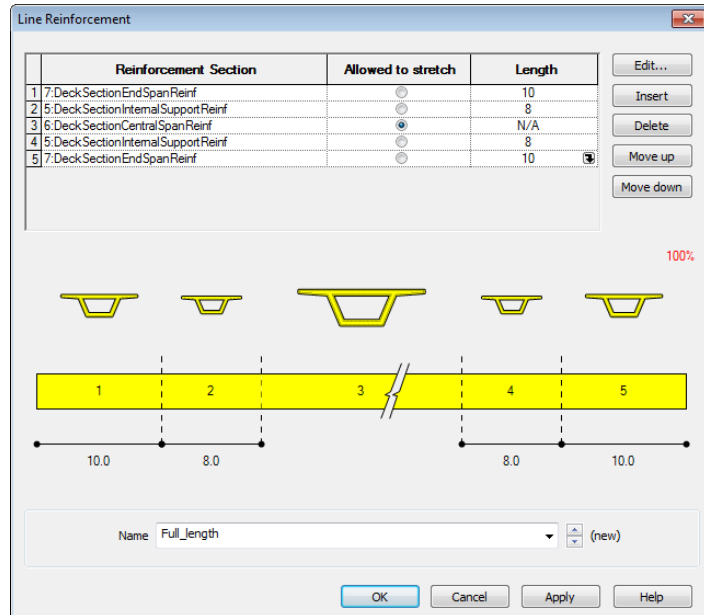 Line Reinforcement
Reinforcement Section Allowed to stretch Length
1 7:DeckSectionEndSpanReinf 10
2 5:DeckSectionInternalSupportReinf 8
3 6:DeckSectionCentralSpanReinf N/A
4 5:DeckSectionInternalSupportReinf 8
5 7:DeckSectionEndSpanReinf 10
Edit...
Insert
Delete
Move up
Move down
100%
1 2 3 4 5
10.0 8.0 8.0 10.0
Name Full_length (new)
OK Cancel Apply Help